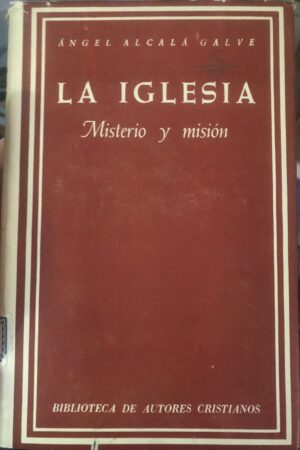 ÁNGEL ALCALÁ GALVE
LA IGLESIA
Misterio y misión
BIBLIOTECA DE AUTORES CRISTIANOS